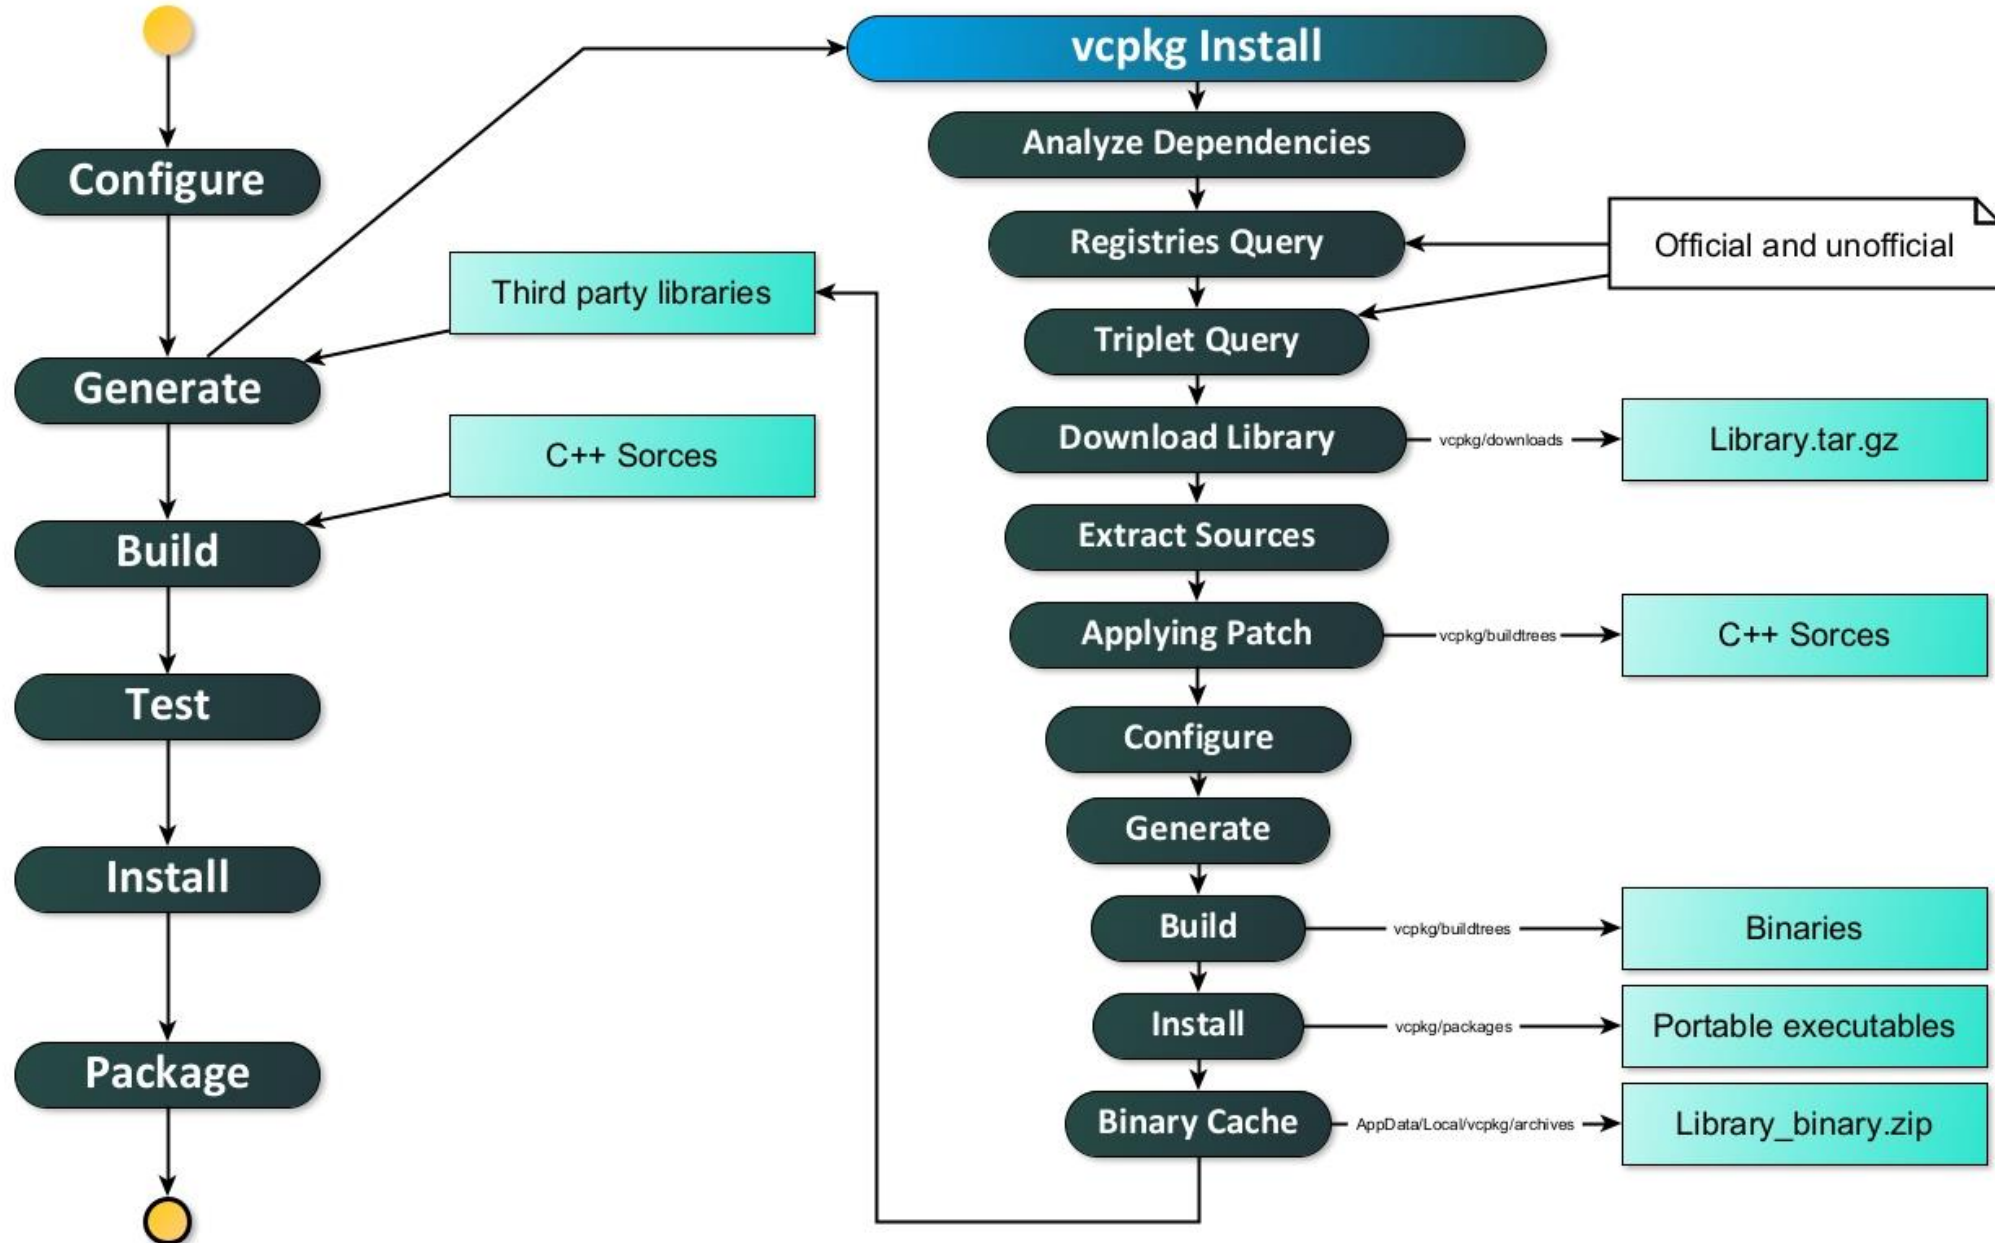 vcpkg Install
Analyze Dependencies
Configure
Registries Query
Official and unofficial
Third party libraries
Triplet Query
Generate
Download Library
vcpkg/downloads
Library.tar.gz
C++ Sorces
Extract Sources
Build
Applying Patch
vcpkg/buildtrees
C++ Sorces
Test
Configure
Generate
Install
Build
vcpkg/buildtrees
Binaries
Install
vcpkg/packages
Portable executables
Package
Binary Cache
AppData/Local/vcpkg/archives
Library_binary.zip